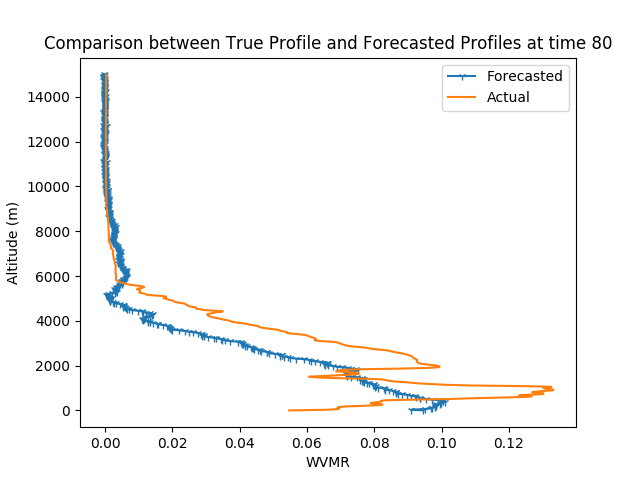 Comparison between True Profile and Forecasted Profiles at time 80
Forecasted
Actual
14000
12000
10000
8000
6000
4000
2000
0
Altitude (m)
0.00 0.02 0.04 0.06 0.08 0.10 0.12
WVMR